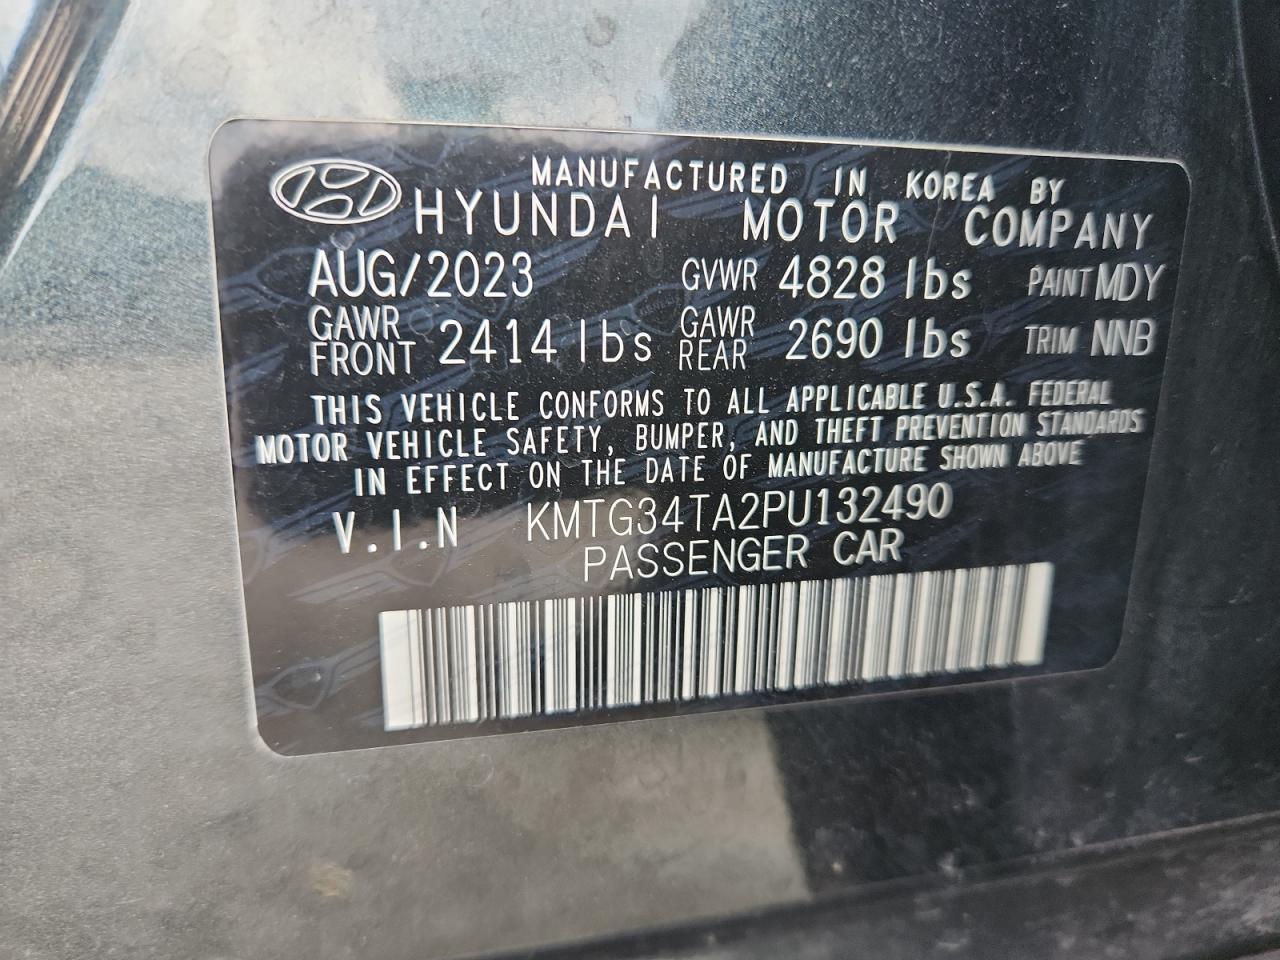 MANUFACTURED IN KOREA BY
HYUNDAI MOTOR COMPANY
AUG/2023 GVWR 4828 lbs PAINT MDY
GAWR FRONT 2414 lbs GAWR REAR 2690 lbs TRIM NNB
THIS VEHICLE CONFORMS TO ALL APPLICABLE U.S.A. FEDERAL
MOTOR VEHICLE SAFETY, BUMPER, AND THEFT PREVENTION STANDARDS
IN EFFECT ON THE DATE OF MANUFACTURE SHOWN ABOVE
V.I.N KMTG34TA2PU132490
PASSENGER CAR